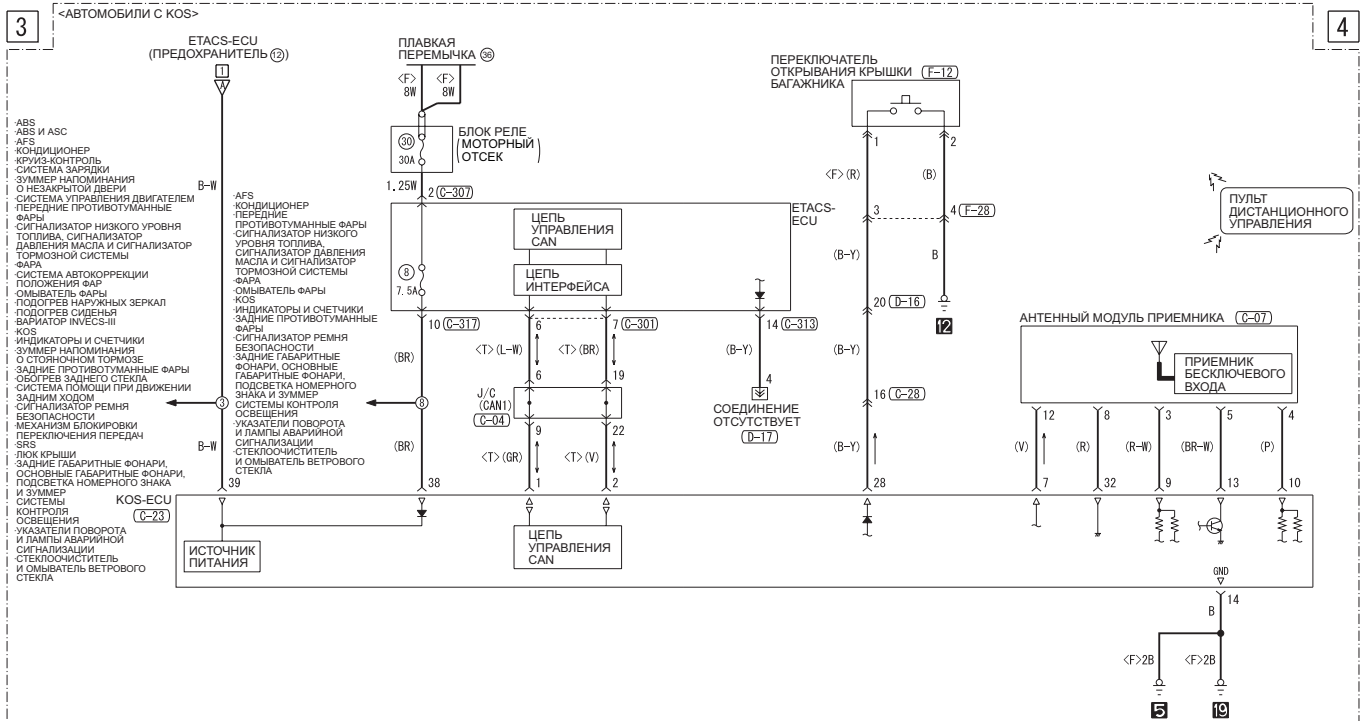 3
<АВТОМОБИЛИ С KOS>
4
ETACS-ECU
(ПРЕДОХРАНИТЕЛЬ 12)
1
A
ПЛАВКАЯ
ПЕРЕМЫЧКА 36
<F>
8W
<F>
8W
30
30A
БЛОК РЕЛЕ
(МОТОРНЫЙ
ОТСЕК)
1.25W
2 C-307
ПЕРЕКЛЮЧАТЕЛЬ
ОТКРЫВАНИЯ КРЫШКИ
БАГАЖНИКА
F-12
1
2
<F>(R)
(B)
3
4 F-28
(B-Y)
B
20 D-16
12
(B-Y)
16 C-28
(B-Y)
28
ПУЛЬТ
ДИСТАНЦИОННОГО
УПРАВЛЕНИЯ
·ABS
·ABS И ASC
·AFS
·КОНДИЦИОНЕР
·КРУИЗ-КОНТРОЛЬ
·СИСТЕМА ЗАРЯДКИ
·ЗУММЕР НАПОМИНАНИЯ
О НЕЗАКРЫТОЙ ДВЕРИ
·СИСТЕМА УПРАВЛЕНИЯ ДВИГАТЕЛЕМ
·ПЕРЕДНИЕ ПРОТИВОТУМАННЫЕ
ФАРЫ
·СИГНАЛИЗАТОР НИЗКОГО УРОВНЯ
ТОПЛИВА, СИГНАЛИЗАТОР
ДАВЛЕНИЯ МАСЛА И СИГНАЛИЗАТОР
ТОРМОЗНОЙ СИСТЕМЫ
·ФАРА
·СИСТЕМА АВТОКОРРЕКЦИИ
ПОЛОЖЕНИЯ ФАР
·ОМЫВАТЕЛЬ ФАРЫ
·ПОДОГРЕВ НАРУЖНЫХ ЗЕРКАЛ
·ПОДОГРЕВ СИДЕНЬЯ
·ВАРИАТОР INVECS-III
·KOS
·ИНДИКАТОРЫ И СЧЕТЧИКИ
·ЗУММЕР НАПОМИНАНИЯ
О СТОЯНОЧНОМ ТОРМОЗЕ
·ЗАДНИЕ ПРОТИВОТУМАННЫЕ ФАРЫ
·ОБОГРЕВ ЗАДНЕГО СТЕКЛА
·СИСТЕМА ПОМОЩИ ПРИ ДВИЖЕНИИ
ЗАДНИМ ХОДОМ
·СИГНАЛИЗАТОР РЕМНЯ
БЕЗОПАСНОСТИ
·МЕХАНИЗМ БЛОКИРОВКИ
ПЕРЕКЛЮЧЕНИЯ ПЕРЕДАЧ
·SRS
·ЛЮК КРЫШИ
·ЗАДНИЕ ГАБАРИТНЫЕ ФОНАРИ,
ОСНОВНЫЕ ГАБАРИТНЫЕ ФОНАРИ,
ПОДСВЕТКА НОМЕРНОГО ЗНАКА
И ЗУММЕР
СИСТЕМЫ
КОНТРОЛЯ
ОСВЕЩЕНИЯ
·УКАЗАТЕЛИ ПОВОРОТА
И ЛАМПЫ АВАРИЙНОЙ
СИГНАЛИЗАЦИИ
·СТЕКЛООЧИСТИТЕЛЬ
И ОМЫВАТЕЛЬ ВЕТРОВОГО
СТЕКЛА
B-W
3
B-W
39
·AFS
·КОНДИЦИОНЕР
·ПЕРЕДНИЕ
ПРОТИВОТУМАННЫЕ ФАРЫ
·СИГНАЛИЗАТОР НИЗКОГО
УРОВНЯ ТОПЛИВА,
СИГНАЛИЗАТОР ДАВЛЕНИЯ
МАСЛА И СИГНАЛИЗАТОР
ТОРМОЗНОЙ СИСТЕМЫ
·ФАРА
·ОМЫВАТЕЛЬ ФАРЫ
·KOS
·ИНДИКАТОРЫ И СЧЕТЧИКИ
·ЗАДНИЕ ПРОТИВОТУМАННЫЕ
ФАРЫ
·СИГНАЛИЗАТОР РЕМНЯ
БЕЗОПАСНОСТИ
·ЗАДНИЕ ГАБАРИТНЫЕ
ФОНАРИ, ОСНОВНЫЕ
ГАБАРИТНЫЕ ФОНАРИ,
ПОДСВЕТКА НОМЕРНОГО
ЗНАКА И ЗУММЕР
СИСТЕМЫ КОНТРОЛЯ
ОСВЕЩЕНИЯ
·УКАЗАТЕЛИ ПОВОРОТА
И ЛАМПЫ АВАРИЙНОЙ
СИГНАЛИЗАЦИИ
·СТЕКЛООЧИСТИТЕЛЬ
И ОМЫВАТЕЛЬ ВЕТРОВОГО
СТЕКЛА
ETACS-
ECU
ЦЕПЬ
УПРАВЛЕНИЯ
CAN
ЦЕПЬ
ИНТЕРФЕЙСА
8
7.5A
10 C-317
6
7 C-301
14 C-313
(BR)
<T>(L-W)
<T>(BR)
(B-Y)
6
19
4
J/C
(CAN1)
C-04
СОЕДИНЕНИЕ
ОТСУТСТВУЕТ
D-17
8
9
22
(BR)
<T>(GR)
<T>(V)
38
1
2
АНТЕННЫЙ МОДУЛЬ ПРИЕМНИКА C-07
ПРИЕМНИК
БЕСКЛЮЧЕВОГО
ВХОДА
12
8
3
5
4
(V)
(R)
(R-W)
(BR-W)
(P)
7
32
9
13
10
KOS-ECU
C-23
ИСТОЧНИК
ПИТАНИЯ
ЦЕПЬ
УПРАВЛЕНИЯ
CAN
GND
14
B
<F>2B
<F>2B
5
19